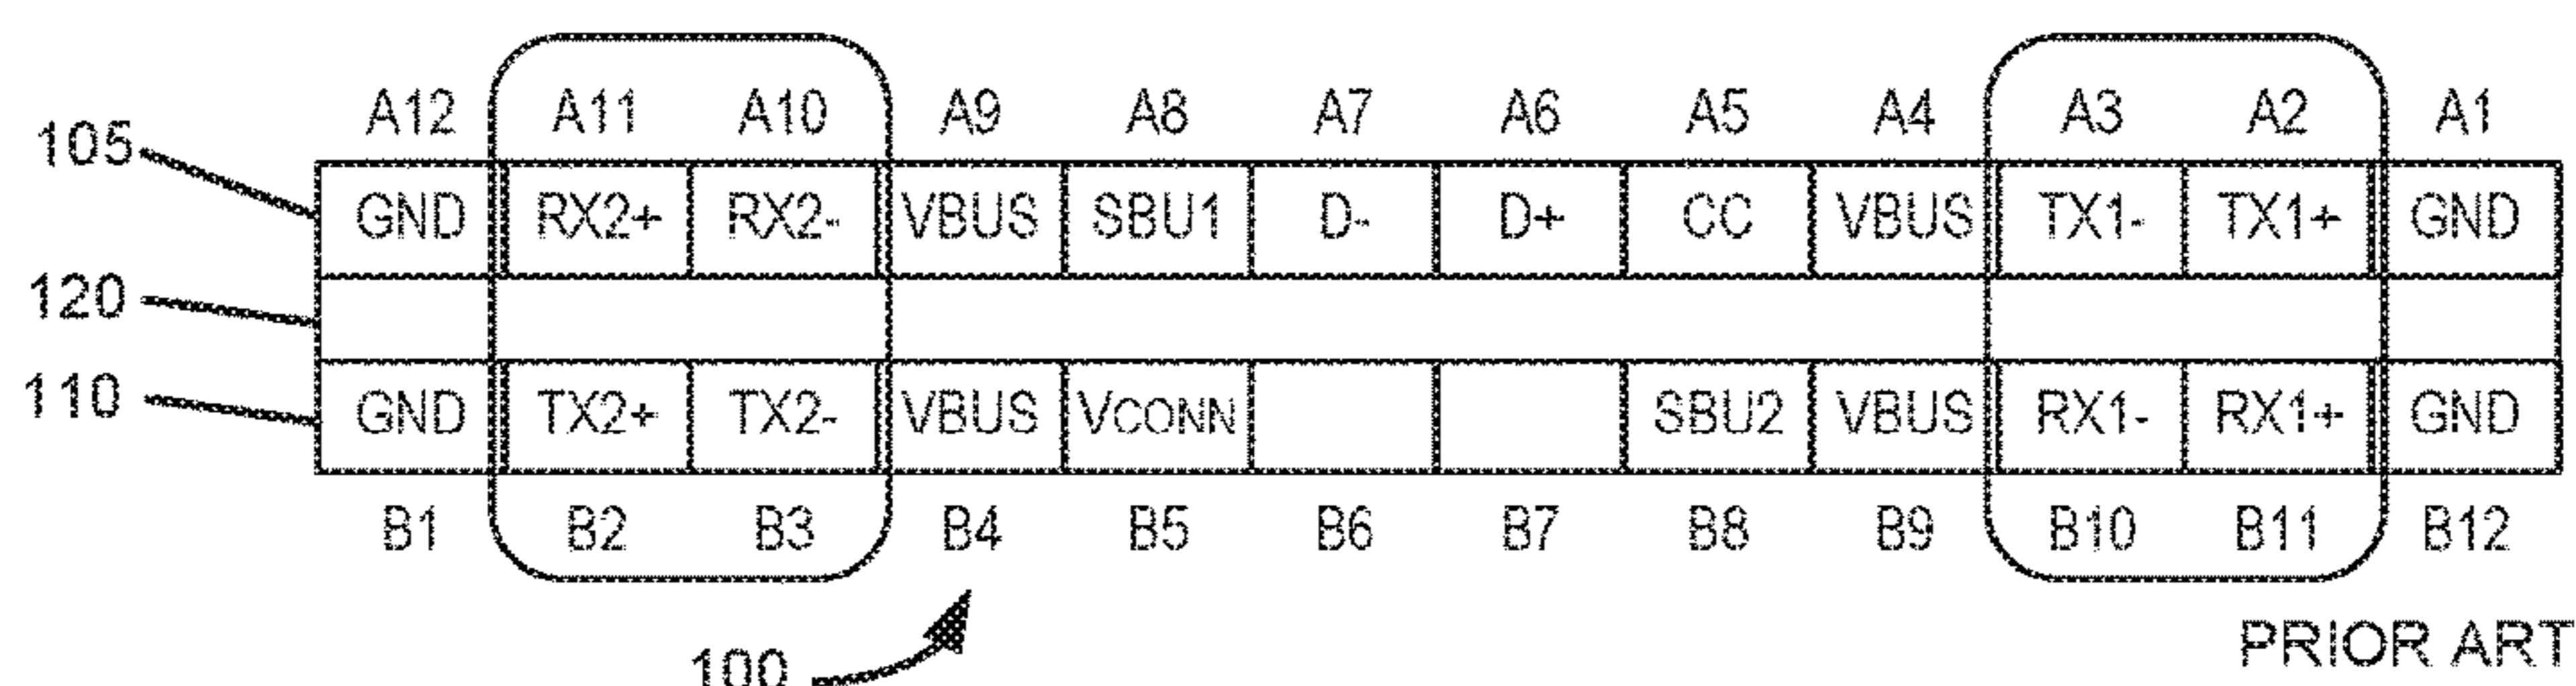 A12 A11 A10 A9 A8 A7 A6 A5 A4 A3 A2 A1
105
GND RX2+ RX2- VBUS SBU1 D- D+ CC VBUS TX1- TX1+ GND
120
110
GND TX2+ TX2- VBUS VCONN SBU2 VBUS RX1- RX1+ GND
B1 B2 B3 B4 B5 B6 B7 B8 B9 B10 B11 B12
100
PRIOR ART